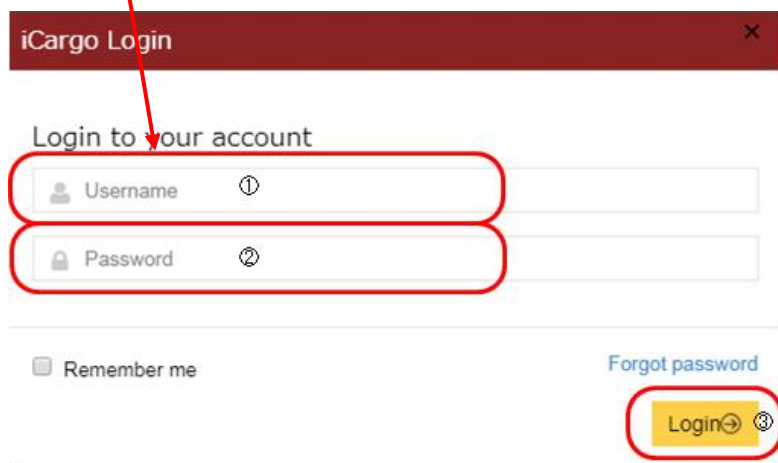 iCargo Login ×
Login to your account
Username ①
Password ②
Remember me
Forgot password
Login ③